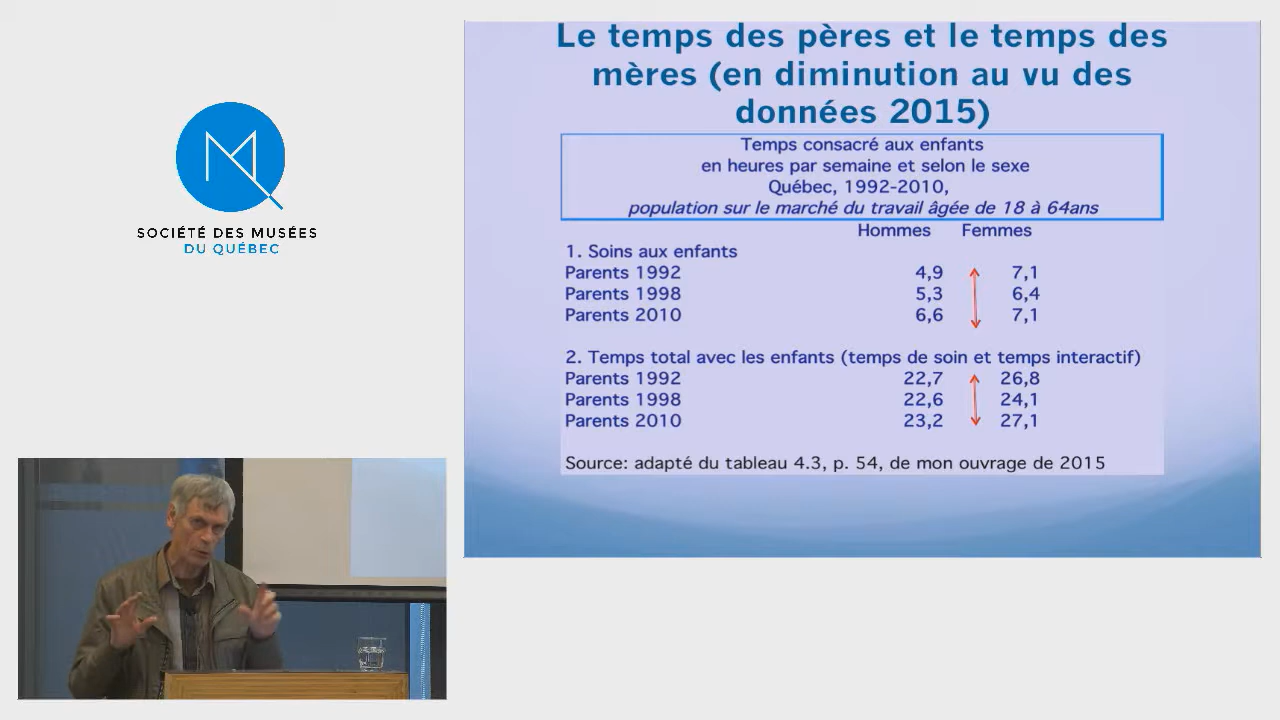 SOCIÉTÉ DES MUSÉES
DU QUÉBEC
Le temps des pères et le temps des
mères (en diminution au vu des
données 2015)
Temps consacré aux enfants
en heures par semaine et selon le sexe
Québec, 1992-2010,
population sur le marché du travail âgée de 18 à 64ans
Hommes Femmes
1. Soins aux enfants
Parents 1992 4,9 7,1
Parents 1998 5,3 6,4
Parents 2010 6,6 7,1
2. Temps total avec les enfants (temps de soin et temps interactif)
Parents 1992 22,7 26,8
Parents 1998 22,6 24,1
Parents 2010 23,2 27,1
Source: adapté du tableau 4.3, p. 54, de mon ouvrage de 2015